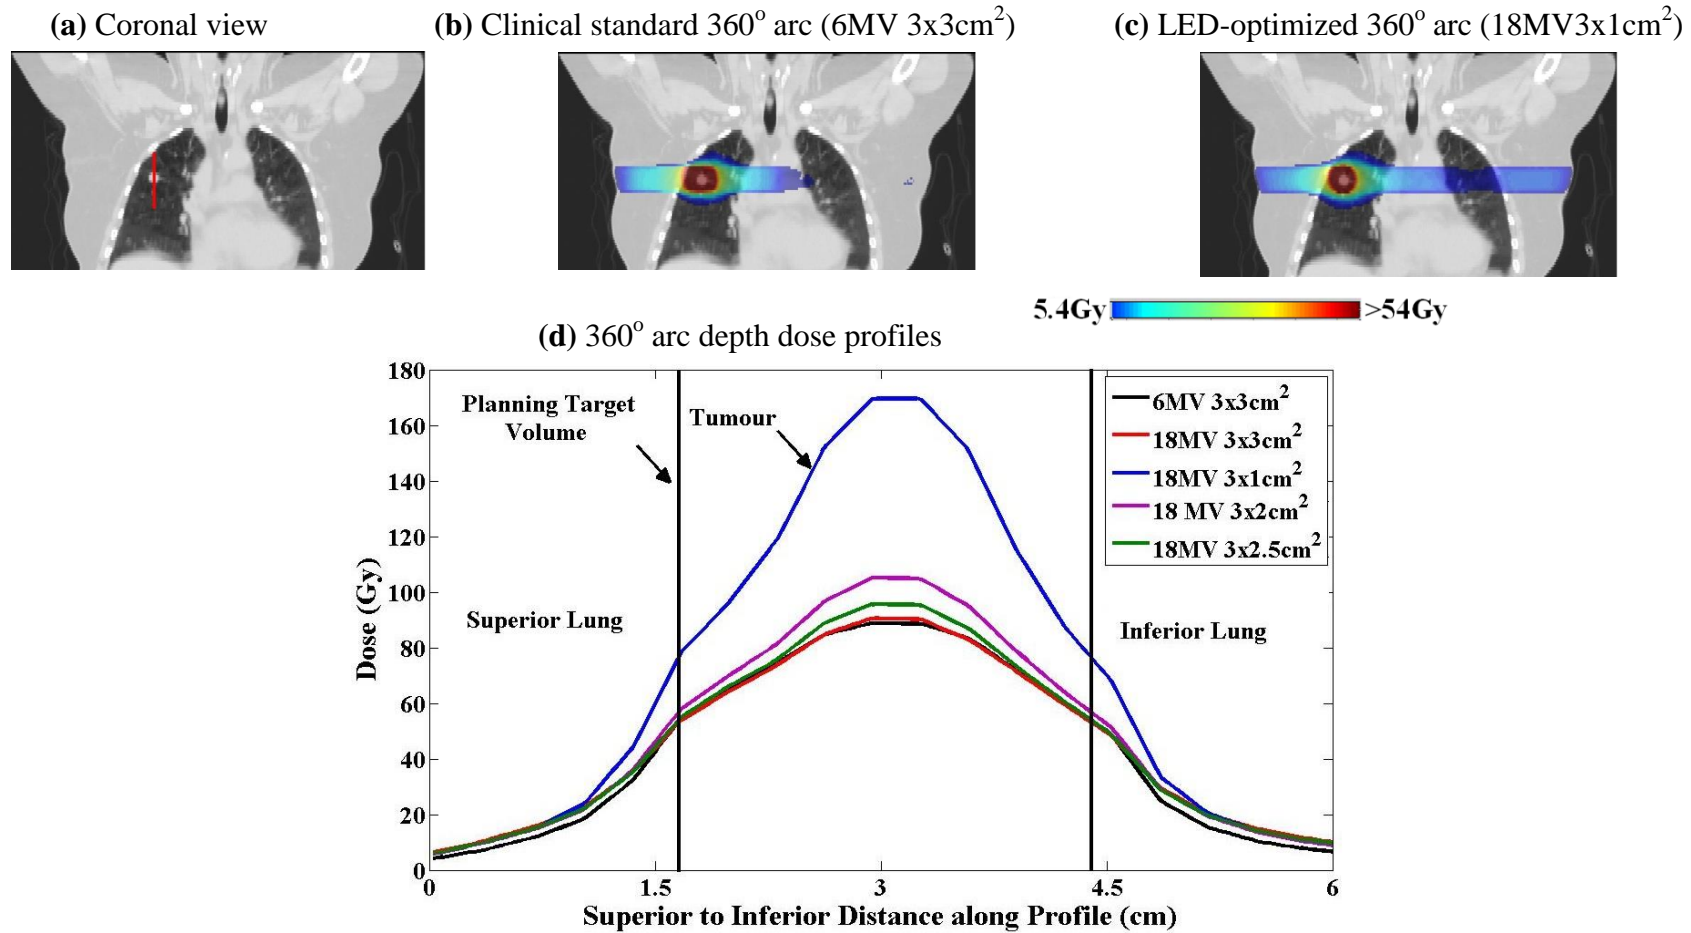 (a) Coronal view
(b) Clinical standard 360° arc (6MV 3x3cm²)
(c) LED-optimized 360° arc (18MV3x1cm²)
5.4Gy
>54Gy
(d) 360° arc depth dose profiles
180
160
140
120
100
80
60
40
20
0
Dose (Gy)
Planning Target
Volume
Tumour
Superior Lung
Inferior Lung
6MV 3x3cm²
18MV 3x3cm²
18MV 3x1cm²
18 MV 3x2cm²
18MV 3x2.5cm²
0
1.5
3
4.5
6
Superior to Inferior Distance along Profile (cm)